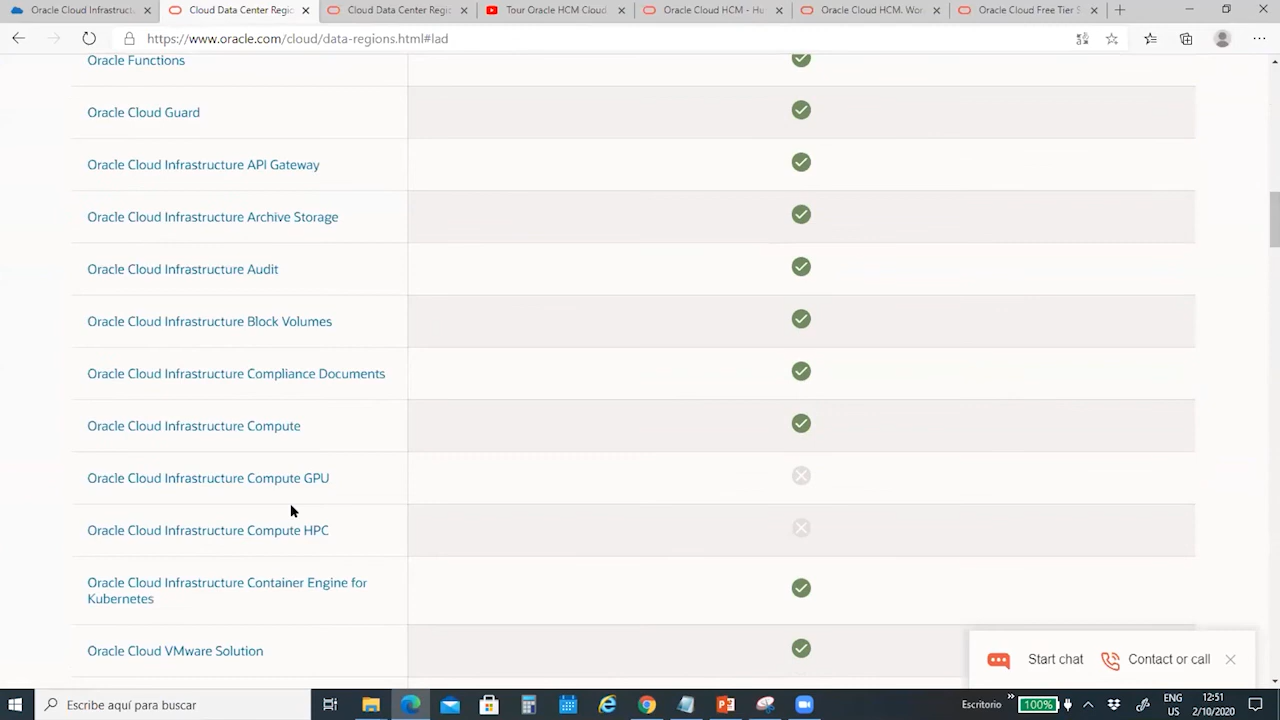 Oracle Cloud Infrastruct
Cloud Data Center Regio
Cloud Data Center Regio
Tour Oracle HCM Cloud
Oracle Cloud HCM - Hu
Oracle Cloud HCM. Wor
Oracle Cloud Free Tier S
https://www.oracle.com/cloud/data-regions.html#lad
Oracle Functions
Oracle Cloud Guard
Oracle Cloud Infrastructure API Gateway
Oracle Cloud Infrastructure Archive Storage
Oracle Cloud Infrastructure Audit
Oracle Cloud Infrastructure Block Volumes
Oracle Cloud Infrastructure Compliance Documents
Oracle Cloud Infrastructure Compute
Oracle Cloud Infrastructure Compute GPU
Oracle Cloud Infrastructure Compute HPC
Oracle Cloud Infrastructure Container Engine for
Kubernetes
Oracle Cloud VMware Solution
Start chat
Contact or call
Escribe aquí para buscar
Escritorio
100%
ENG
US
12:51
2/10/2020